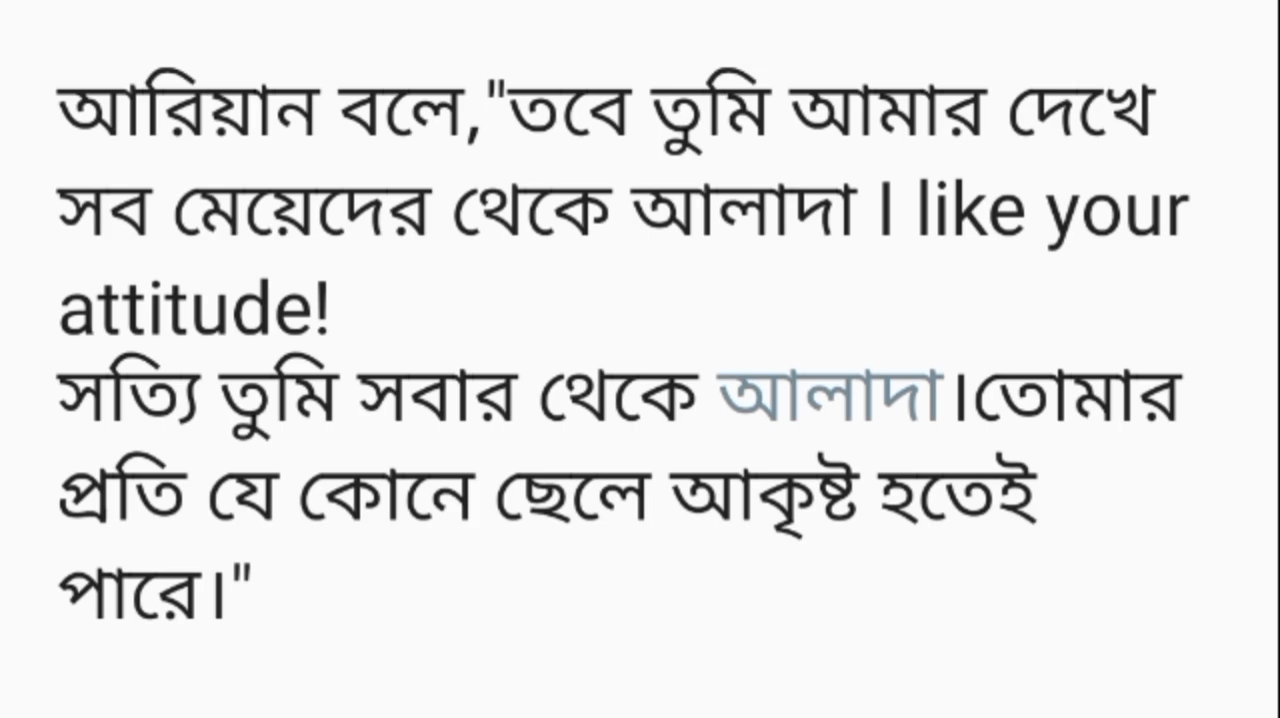 আরিয়ান বলে,"তবে তুমি আমার দেখে
সব মেয়েদের থেকে আলাদা I like your
attitude!
সত্যি তুমি সবার থেকে আলাদা।তোমার
প্রতি যে কোনে ছেলে আকৃষ্ট হতেই
পারে।"